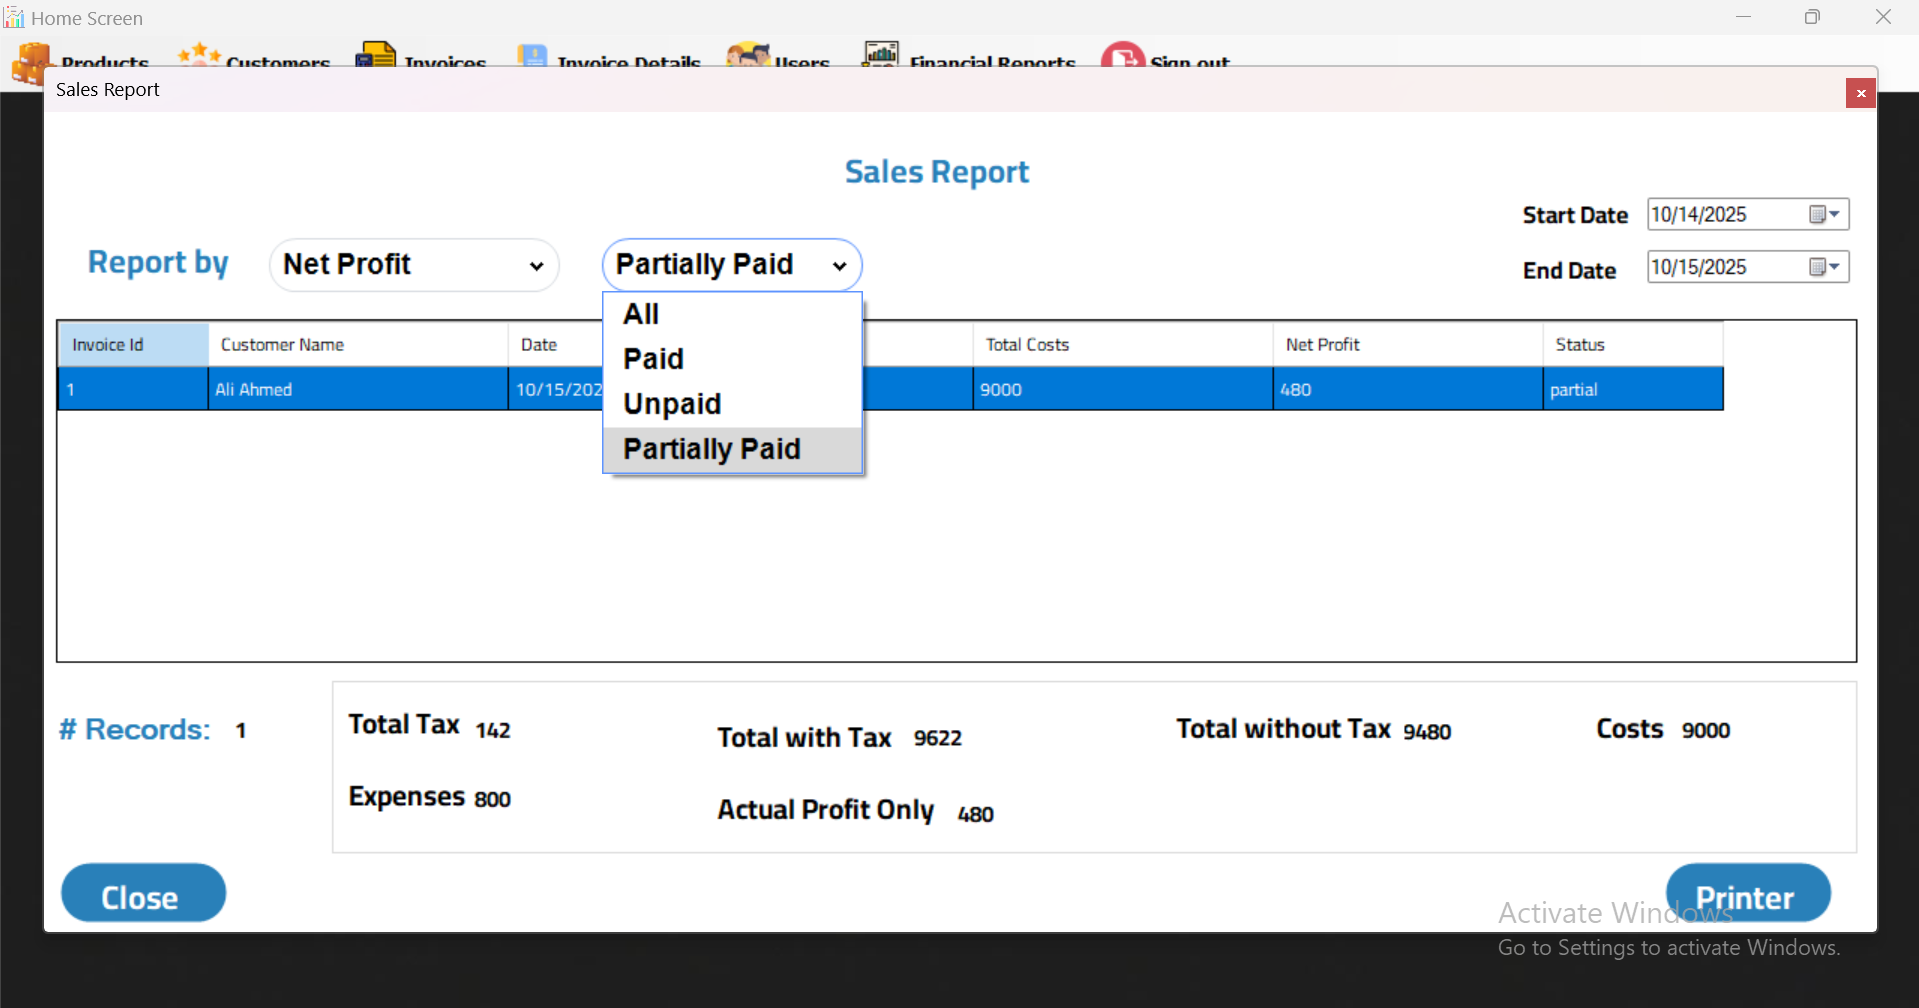 Home Screen
Products Customers Invoices Invoice Details Users Financial Reports Sign out
Sales Report
Sales Report
Start Date 10/14/2025
Report by Net Profit Partially Paid
End Date 10/15/2025
All
Paid
Unpaid
Partially Paid
Invoice Id Customer Name Date Total Costs Net Profit Status
1 Ali Ahmed 10/15/202 9000 480 partial
# Records: 1
Total Tax 142 Total with Tax 9622 Total without Tax 9480 Costs 9000
Expenses 800 Actual Profit Only 480
Close Printer
Activate Windows
Go to Settings to activate Windows.